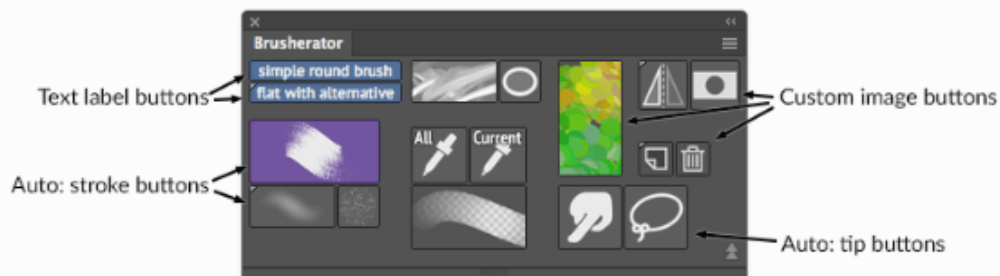 Brusherator
simple round brush
flat with alternative
Text label buttons
All
Current
Custom image buttons
Auto: stroke buttons
Auto: tip buttons